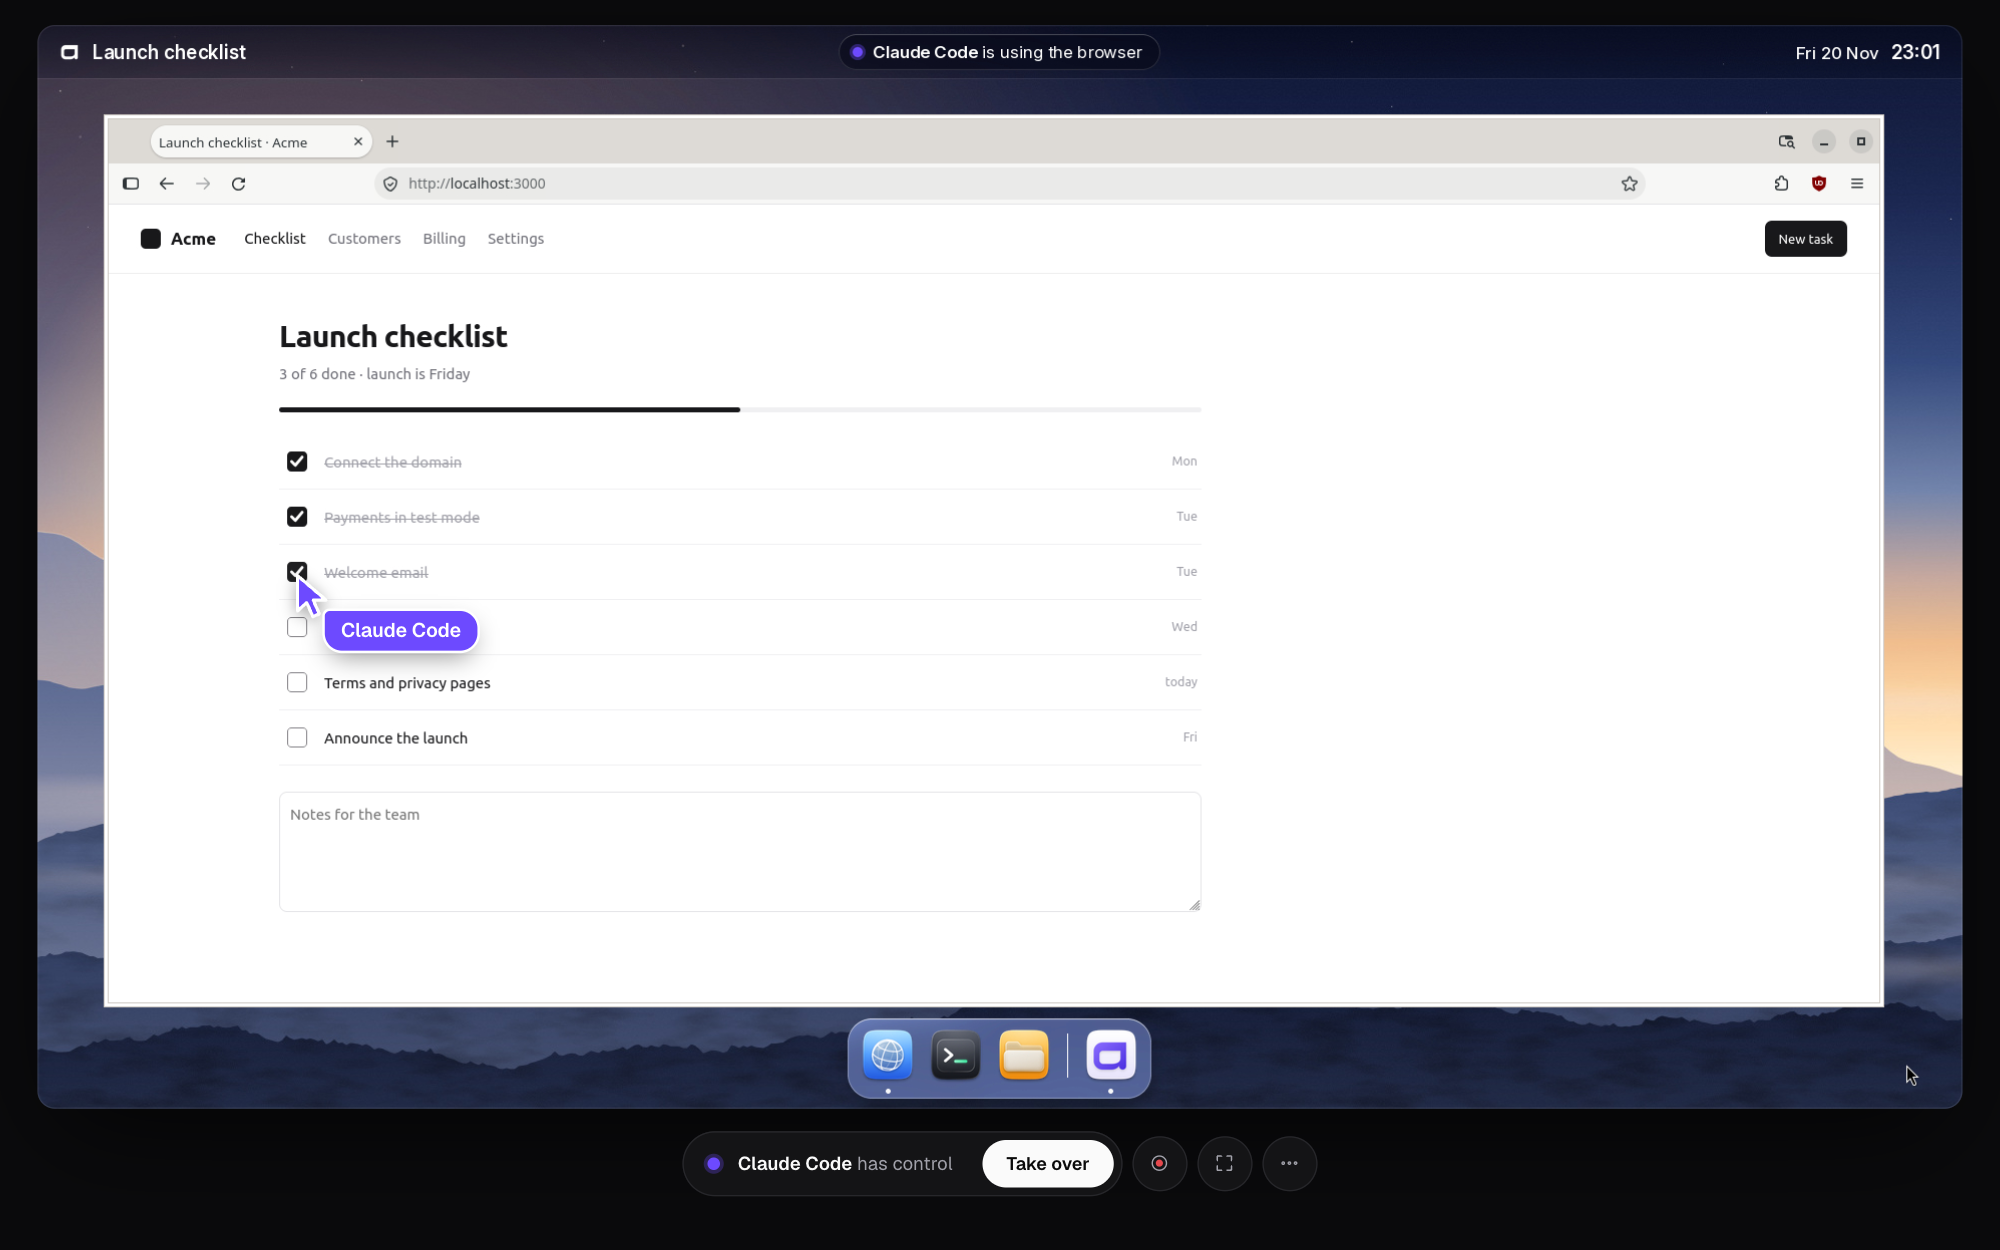 Launch checklist
Claude Code is using the browser
Fri 20 Nov 23:01
Launch checklist · Acme
http://localhost:3000
Acme
Checklist
Customers
Billing
Settings
New task
Launch checklist
3 of 6 done · launch is Friday
Connect the domain
Mon
Payments in test mode
Tue
Welcome email
Tue
Claude Code
Wed
Terms and privacy pages
today
Announce the launch
Fri
Notes for the team
Claude Code has control
Take over